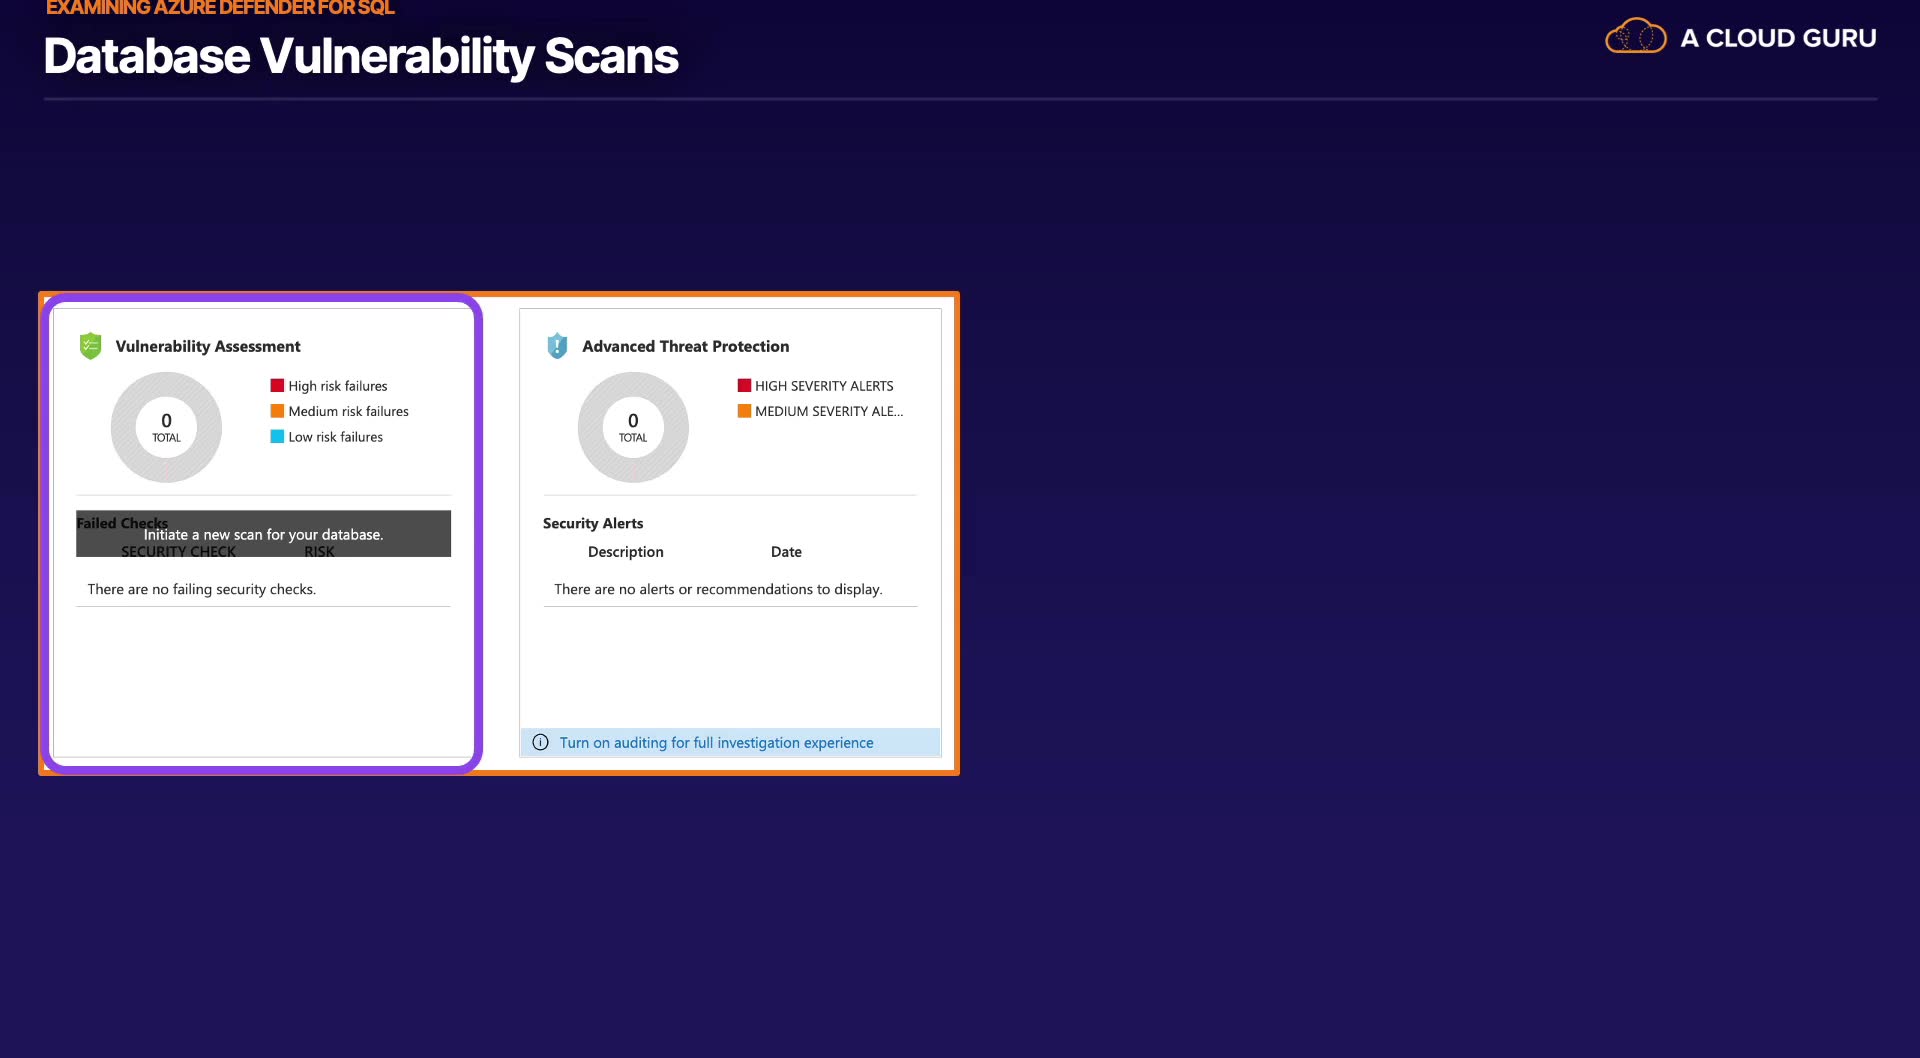 EXAMINING AZURE DEFENDER FOR SQL
Database Vulnerability Scans
A CLOUD GURU
Vulnerability Assessment
0
TOTAL
High risk failures
Medium risk failures
Low risk failures
Failed Checks
Initiate a new scan for your database.
SECURITY CHECK RISK
There are no failing security checks.
Advanced Threat Protection
0
TOTAL
HIGH SEVERITY ALERTS
MEDIUM SEVERITY ALE...
Security Alerts
Description Date
There are no alerts or recommendations to display.
Turn on auditing for full investigation experience